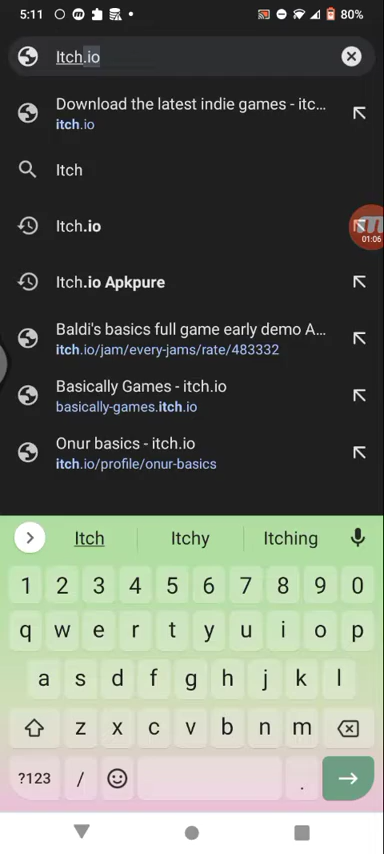 5:11
80%
Itch.io
Download the latest indie games - itc...
itch.io
Itch
Itch.io
01:06
Itch.io Apkpure
Baldi's basics full game early demo A...
itch.io/jam/every-jams/rate/483332
Basically Games - itch.io
basically-games.itch.io
Onur basics - itch.io
itch.io/profile/onur-basics
Itch Itchy Itching
1 2 3 4 5 6 7 8 9 0
q w e r t y u i o p
a s d f g h j k l
z x c v b n m
?123 / .